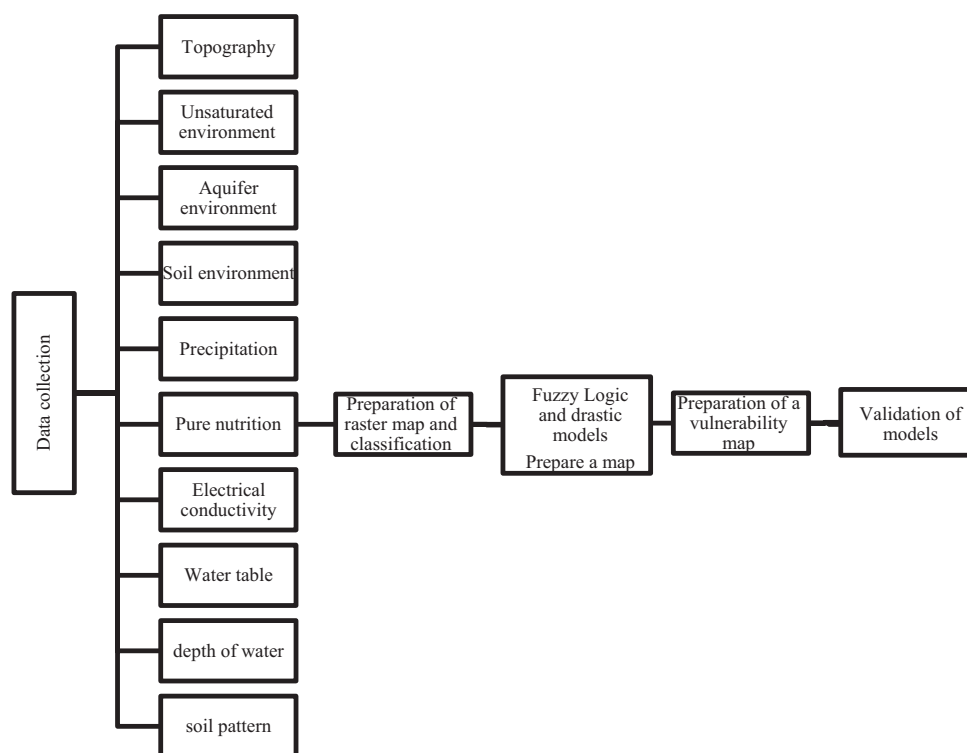 Data collection
Topography
Unsaturated
environment
Aquifer
environment
Soil environment
Precipitation
Pure nutrition
Electrical
conductivity
Water table
depth of water
soil pattern
Preparation of
raster map and
classification
Fuzzy Logic
and drastic
models
Prepare a map
Preparation of a
vulnerability
map
Validation of
models